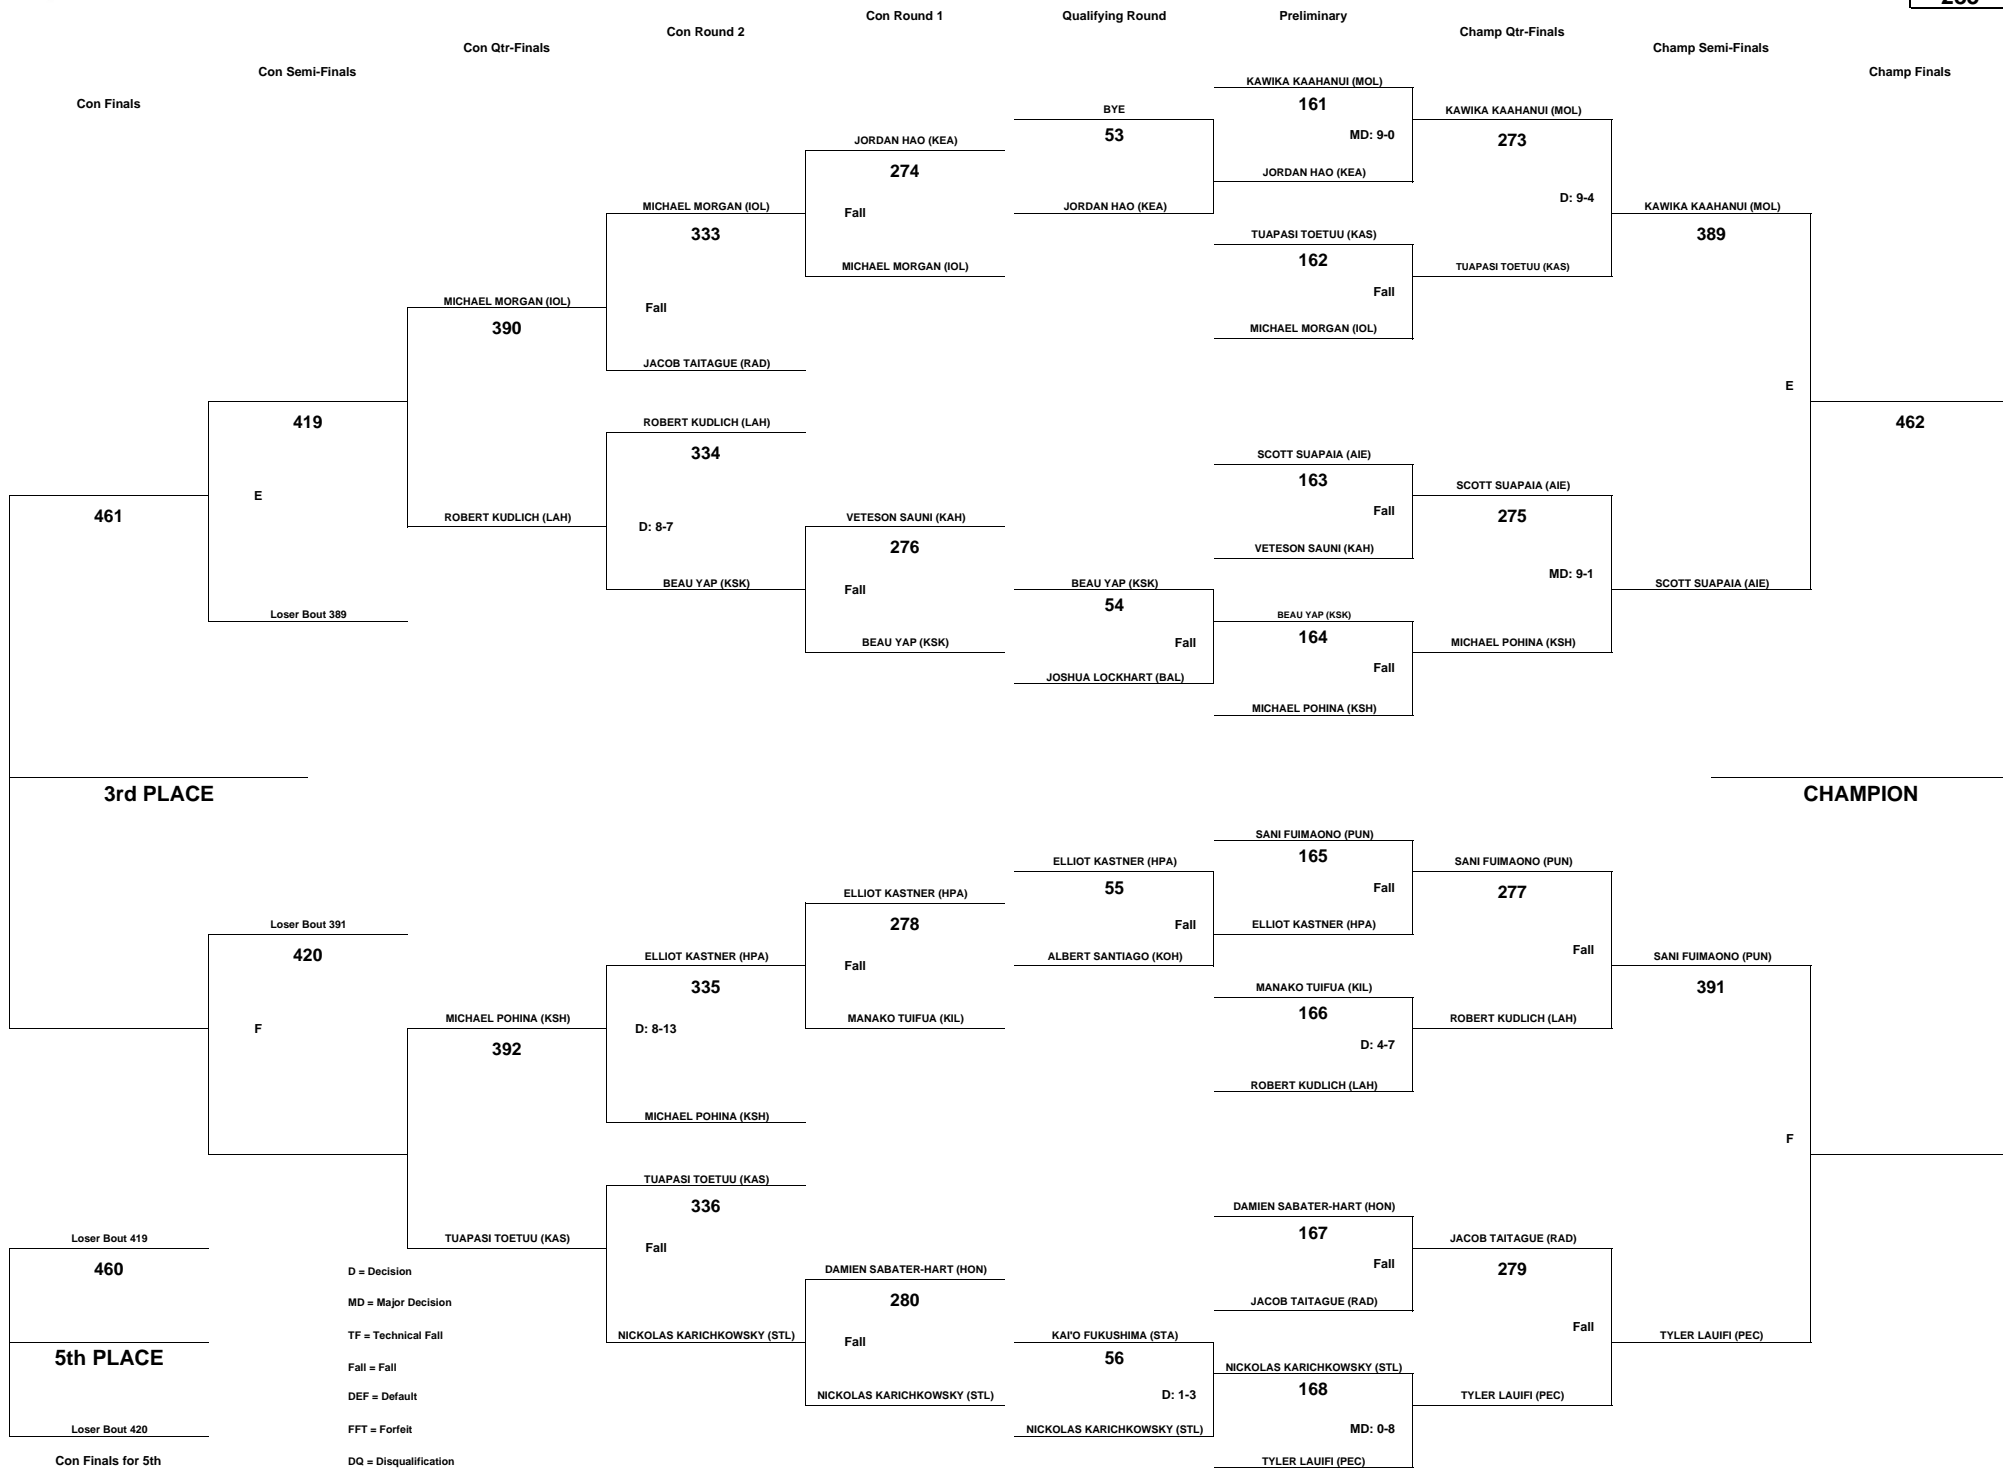 Con Round 1
Qualifying Round
Preliminary
Con Round 2
Champ Qtr-Finals
Con Qtr-Finals
Champ Semi-Finals
Con Semi-Finals
Champ Finals
Con Finals
KAWIKA KAAHANUI (MOL)
161
MD: 9-0
JORDAN HAO (KEA)
BYE
53
JORDAN HAO (KEA)
KAWIKA KAAHANUI (MOL)
273
D: 9-4
TUAPASI TOETUU (KAS)
JORDAN HAO (KEA)
274
Fall
MICHAEL MORGAN (IOL)
TUAPASI TOETUU (KAS)
162
Fall
MICHAEL MORGAN (IOL)
MICHAEL MORGAN (IOL)
333
Fall
JACOB TAITAGUE (RAD)
KAWIKA KAAHANUI (MOL)
389
E
SCOTT SUAPAIA (AIE)
MICHAEL MORGAN (IOL)
390
ROBERT KUDLICH (LAH)
419
E
Loser Bout 389
461
462
ROBERT KUDLICH (LAH)
334
D: 8-7
BEAU YAP (KSK)
VETESON SAUNI (KAH)
276
Fall
BEAU YAP (KSK)
BEAU YAP (KSK)
54
Fall
JOSHUA LOCKHART (BAL)
SCOTT SUAPAIA (AIE)
163
Fall
VETESON SAUNI (KAH)
BEAU YAP (KSK)
164
Fall
MICHAEL POHINA (KSH)
SCOTT SUAPAIA (AIE)
275
MD: 9-1
MICHAEL POHINA (KSH)
3rd PLACE
CHAMPION
SANI FUIMAONO (PUN)
165
Fall
ELLIOT KASTNER (HPA)
ELLIOT KASTNER (HPA)
55
Fall
ALBERT SANTIAGO (KOH)
SANI FUIMAONO (PUN)
277
Fall
ROBERT KUDLICH (LAH)
ELLIOT KASTNER (HPA)
278
Fall
MANAKO TUIFUA (KIL)
MANAKO TUIFUA (KIL)
166
D: 4-7
ROBERT KUDLICH (LAH)
Loser Bout 391
420
F
ELLIOT KASTNER (HPA)
335
D: 8-13
MICHAEL POHINA (KSH)
SANI FUIMAONO (PUN)
391
F
TYLER LAUIFI (PEC)
MICHAEL POHINA (KSH)
392
TUAPASI TOETUU (KAS)
TUAPASI TOETUU (KAS)
336
Fall
NICKOLAS KARICHKOWSKY (STL)
DAMIEN SABATER-HART (HON)
280
Fall
NICKOLAS KARICHKOWSKY (STL)
KAI'O FUKUSHIMA (STA)
56
D: 1-3
NICKOLAS KARICHKOWSKY (STL)
DAMIEN SABATER-HART (HON)
167
Fall
JACOB TAITAGUE (RAD)
NICKOLAS KARICHKOWSKY (STL)
168
MD: 0-8
TYLER LAUIFI (PEC)
JACOB TAITAGUE (RAD)
279
Fall
TYLER LAUIFI (PEC)
Loser Bout 419
460
5th PLACE
Loser Bout 420
Con Finals for 5th
D = Decision
MD = Major Decision
TF = Technical Fall
Fall = Fall
DEF = Default
FFT = Forfeit
DQ = Disqualification